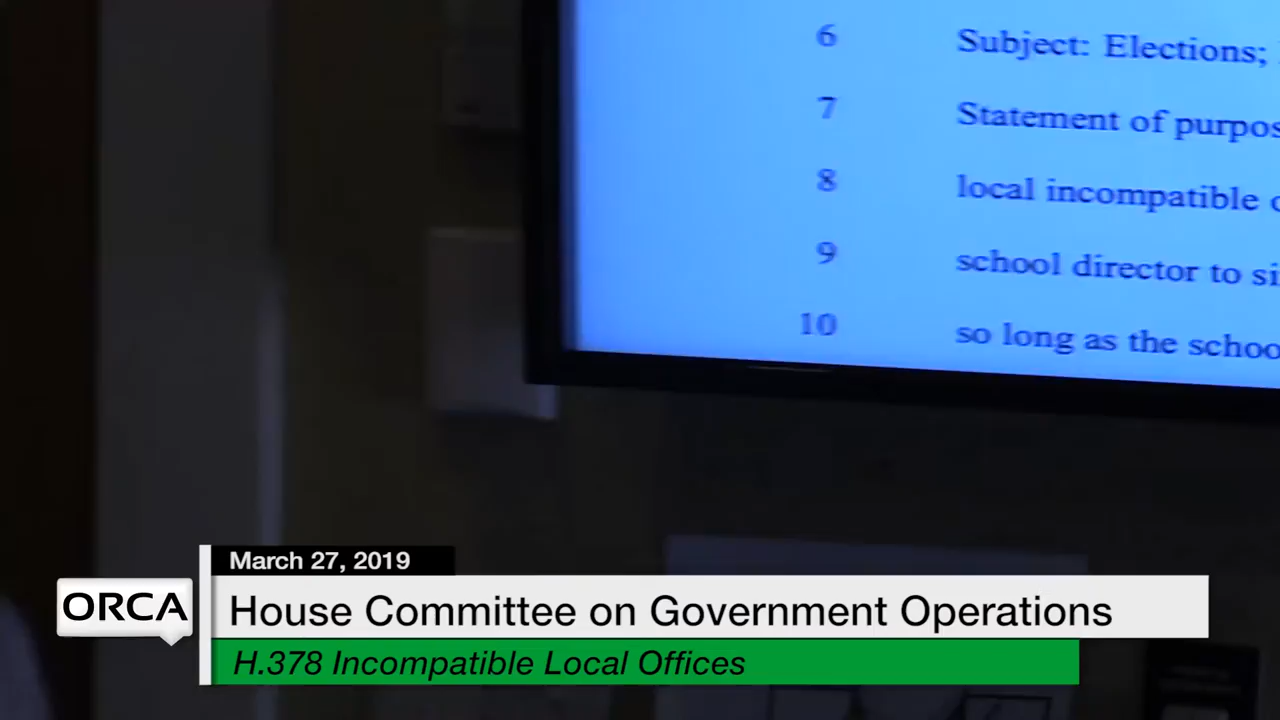 6 Subject: Elections;
7 Statement of purpos
8 local incompatible
9 school director to si
10 so long as the schoo
March 27, 2019
ORCA
House Committee on Government Operations
H.378 Incompatible Local Offices